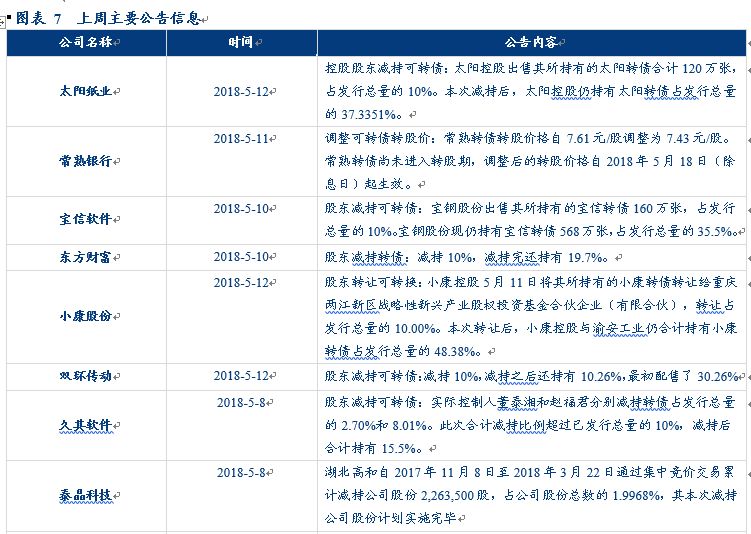 图表 7 上周主要公告信息
公司名称 时间 公告内容
太阳纸业 2018-5-12 控股股东减持可转债：太阳控股出售其所持有的太阳转债合计 120 万张，
占发行总量的 10%。本次减持后，太阳控股仍持有太阳转债占发行总量
的 37.3351%。
常熟银行 2018-5-11 调整可转债转股价：常熟转债转股价格自 7.61 元/股调整为 7.43 元/股。
常熟转债尚未进入转股期，调整后的转股价格自 2018 年 5 月 18 日（除
息日）起生效。
宝信软件 2018-5-10 股东减持可转债：宝钢股份出售其所持有的宝信转债 160 万张，占发行
总量的 10%。宝钢股份现仍持有宝信转债 568 万张，占发行总量的 35.5%。
东方财富 2018-5-10 股东减持转债：减持 10%，减持完还持有 19.7%。
小康股份 2018-5-12 股东转让可转换：小康控股 5 月 11 日将其所持有的小康转债转让给重庆
两江新区战略性新兴产业股权投资基金合伙企业（有限合伙），转让占
发行总量的 10.00%。本次转让后，小康控股与渝安工业仍合计持有小康
转债占发行总量的 48.38%。
双环传动 2018-5-12 股东减持可转债：减持 10%，减持之后还持有 10.26%，最初配售了 30.26%
久其软件 2018-5-8 股东减持可转债：实际控制人董泰湘和赵福君分别减持转债占发行总量
的 2.70%和 8.01%。此次合计减持比例超过已发行总量的 10%，减持后
合计持有 15.5%。
泰晶科技 2018-5-8 湖北高和自 2017 年 11 月 8 日至 2018 年 3 月 22 日通过集中竞价交易累
计减持公司股份 2,263,500 股，占公司股份总数的 1.9968%，其本次减持
公司股份计划实施完毕